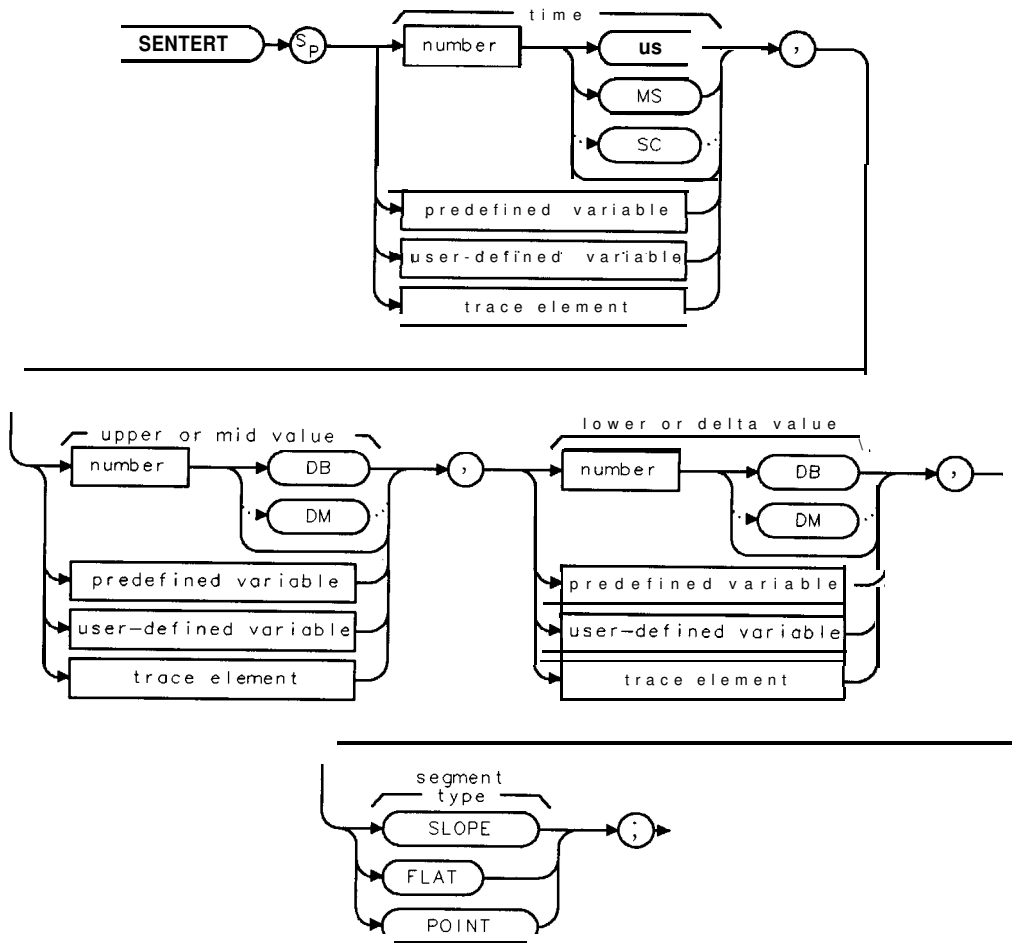 time
SENTERT SP number us ,
MS
SC
predefined variable
user-defined variable
trace element
upper or mid value lower or delta value
number DB , number DB ,
DM DM
predefined variable predefined variable
user-defined variable user-defined variable
trace element trace element
segment
type
SLOPE ;
FLAT
POINT